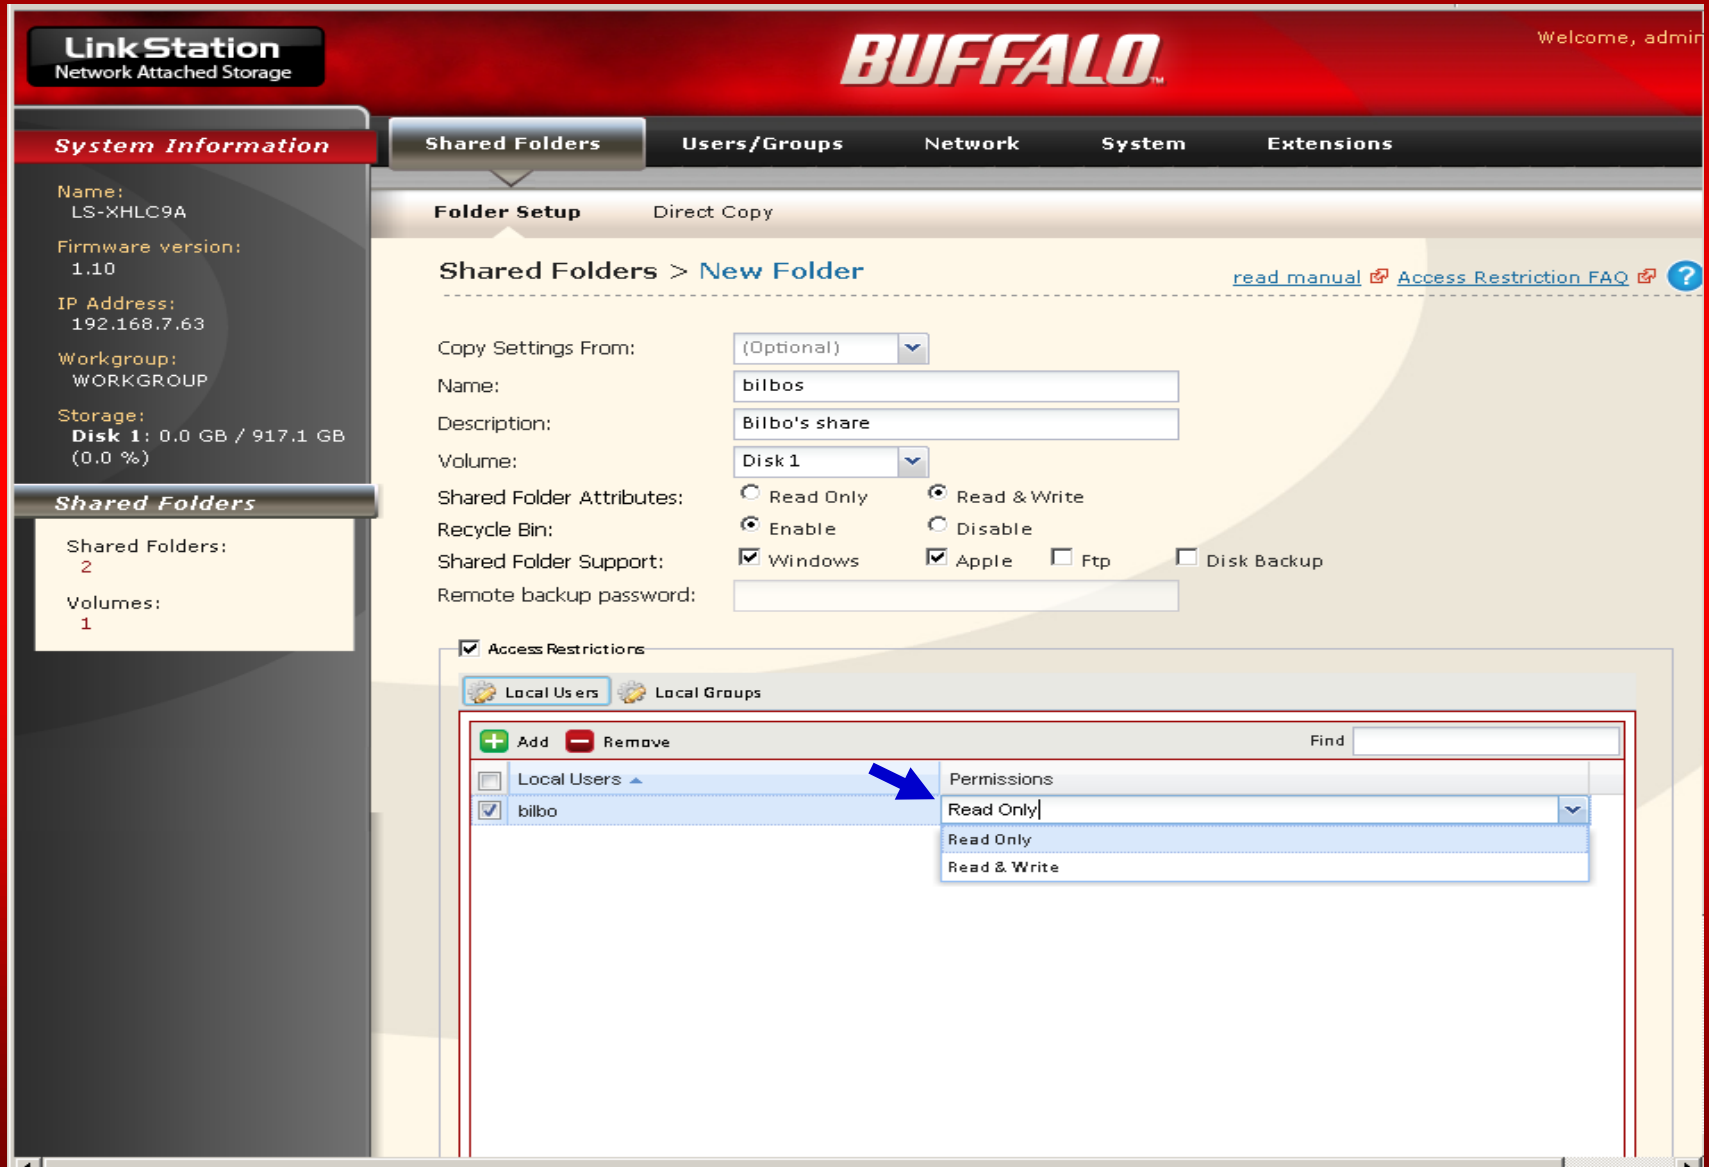 LinkStation
Network Attached Storage
BUFFALO™
Welcome, admin
System Information
Shared Folders
Users/Groups
Network
System
Extensions
Name:
LS-XHLC9A
Firmware version:
1.10
IP Address:
192.168.7.63
Workgroup:
WORKGROUP
Storage:
Disk 1: 0.0 GB / 917.1 GB
(0.0 %)
Shared Folders
Shared Folders:
2
Volumes:
1
Folder Setup
Direct Copy
Shared Folders > New Folder
read manual Access Restriction FAQ ?
Copy Settings From: (Optional)
Name: bilbos
Description: Bilbo's share
Volume: Disk 1
Shared Folder Attributes: Read Only Read & Write
Recycle Bin: Enable Disable
Shared Folder Support: Windows Apple Ftp Disk Backup
Remote backup password:
Access Restrictions
Local Users Local Groups
Add Remove Find
Local Users Permissions
bilbo Read Only
Read Only
Read & Write